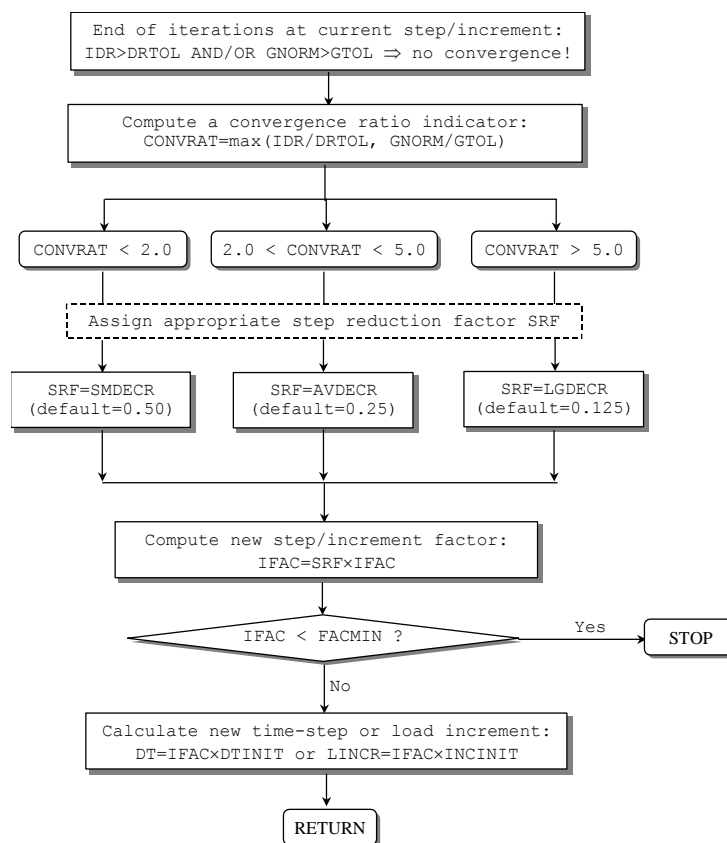 End of iterations at current step/increment:
IDR>DRTOL AND/OR GNORM>GTOL ⇒ no convergence!
Compute a convergence ratio indicator:
CONVRAT=max(IDR/DRTOL, GNORM/GTOL)
CONVRAT < 2.0
2.0 < CONVRAT < 5.0
CONVRAT > 5.0
Assign appropriate step reduction factor SRF
SRF=SMDECR
(default=0.50)
SRF=AVDECR
(default=0.25)
SRF=LGDECR
(default=0.125)
Compute new step/increment factor:
IFAC=SRF×IFAC
IFAC < FACMIN ?
Yes
STOP
No
Calculate new time-step or load increment:
DT=IFAC×DTINIT or LINCR=IFAC×INCINIT
RETURN